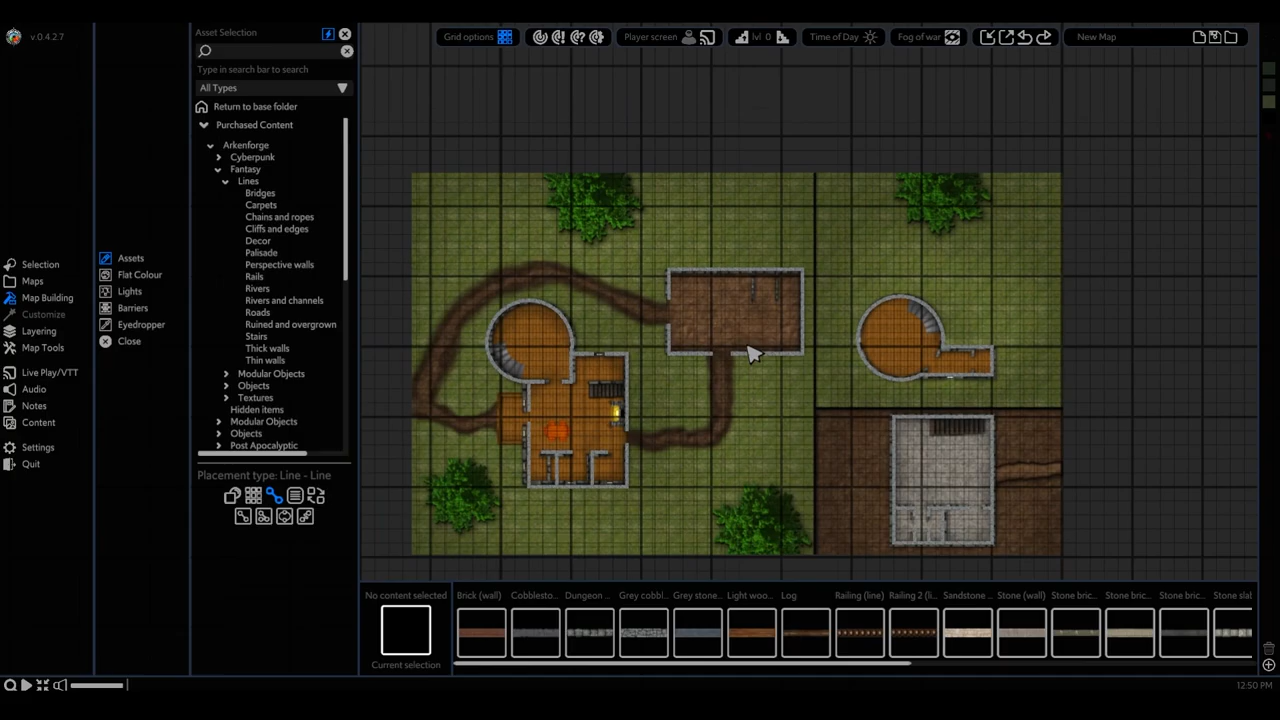 v.0.4.2.7
Asset Selection
Grid options
Player screen
lvl 0
Time of Day
Fog of war
New Map
Type in search bar to search
All Types
Return to base folder
Purchased Content
Arkenforge
Cyberpunk
Fantasy
Lines
Bridges
Carpets
Chains and ropes
Cliffs and edges
Decor
Palisade
Perspective walls
Rails
Rivers
Rivers and channels
Roads
Ruined and overgrown
Stairs
Thick walls
Thin walls
Modular Objects
Objects
Textures
Hidden items
Modular Objects
Objects
Post Apocalyptic
Selection
Maps
Map Building
Customize
Layering
Map Tools
Live Play/VTT
Audio
Notes
Content
Settings
Quit
Assets
Flat Colour
Lights
Barriers
Eyedropper
Close
Placement type: Line - Line
No content selected
Current selection
Brick (wall)
Cobblesto...
Dungeon ...
Grey cobbl...
Grey stone...
Light woo...
Log
Railing (line)
Railing 2 (li...
Sandstone ...
Stone (wall)
Stone bric...
Stone bric...
Stone bric...
Stone slab
12:50 PM